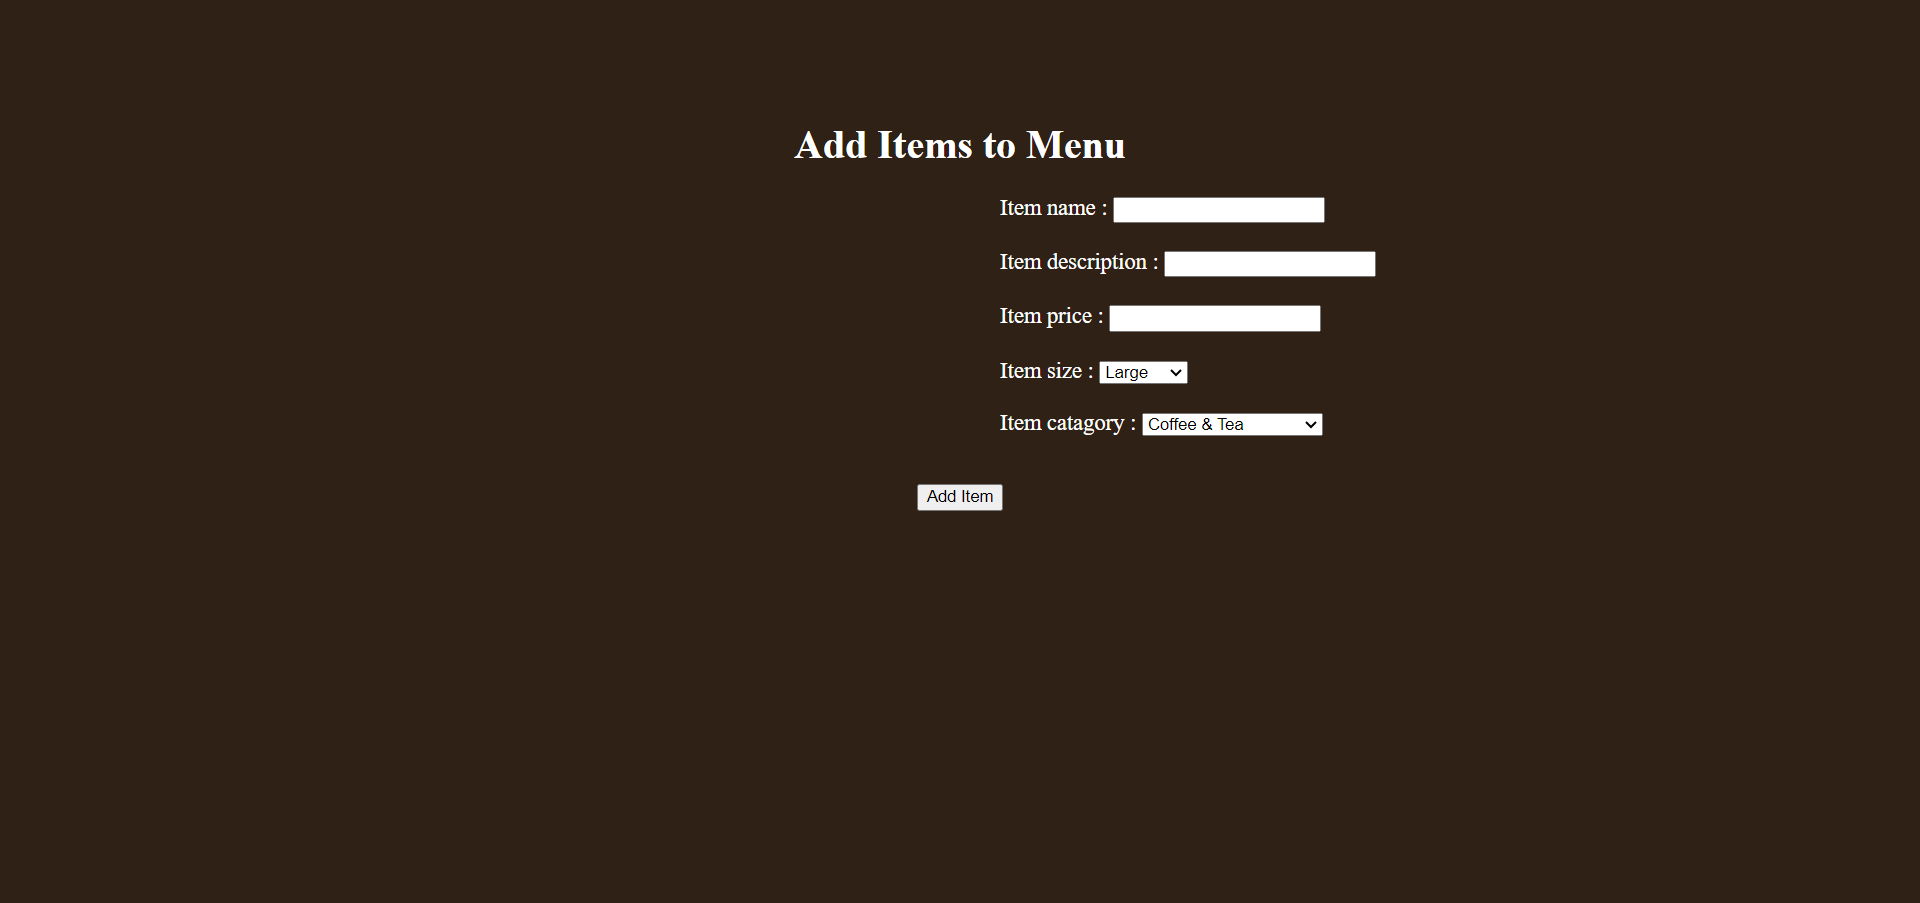 Add Items to Menu
Item name :
Item description :
Item price :
Item size : Large
Item catagory : Coffee & Tea
Add Item